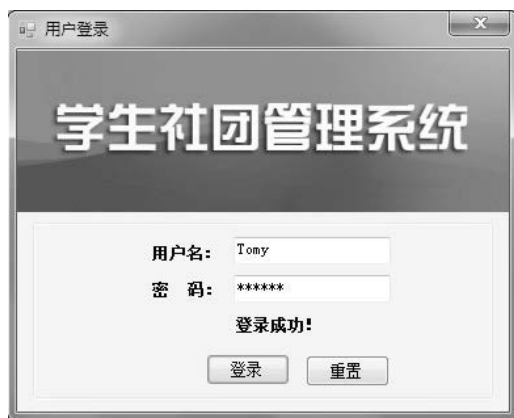 用户登录
学生社团管理系统
用户名： Tomy
密 码： ******
登录成功！
登录 重置